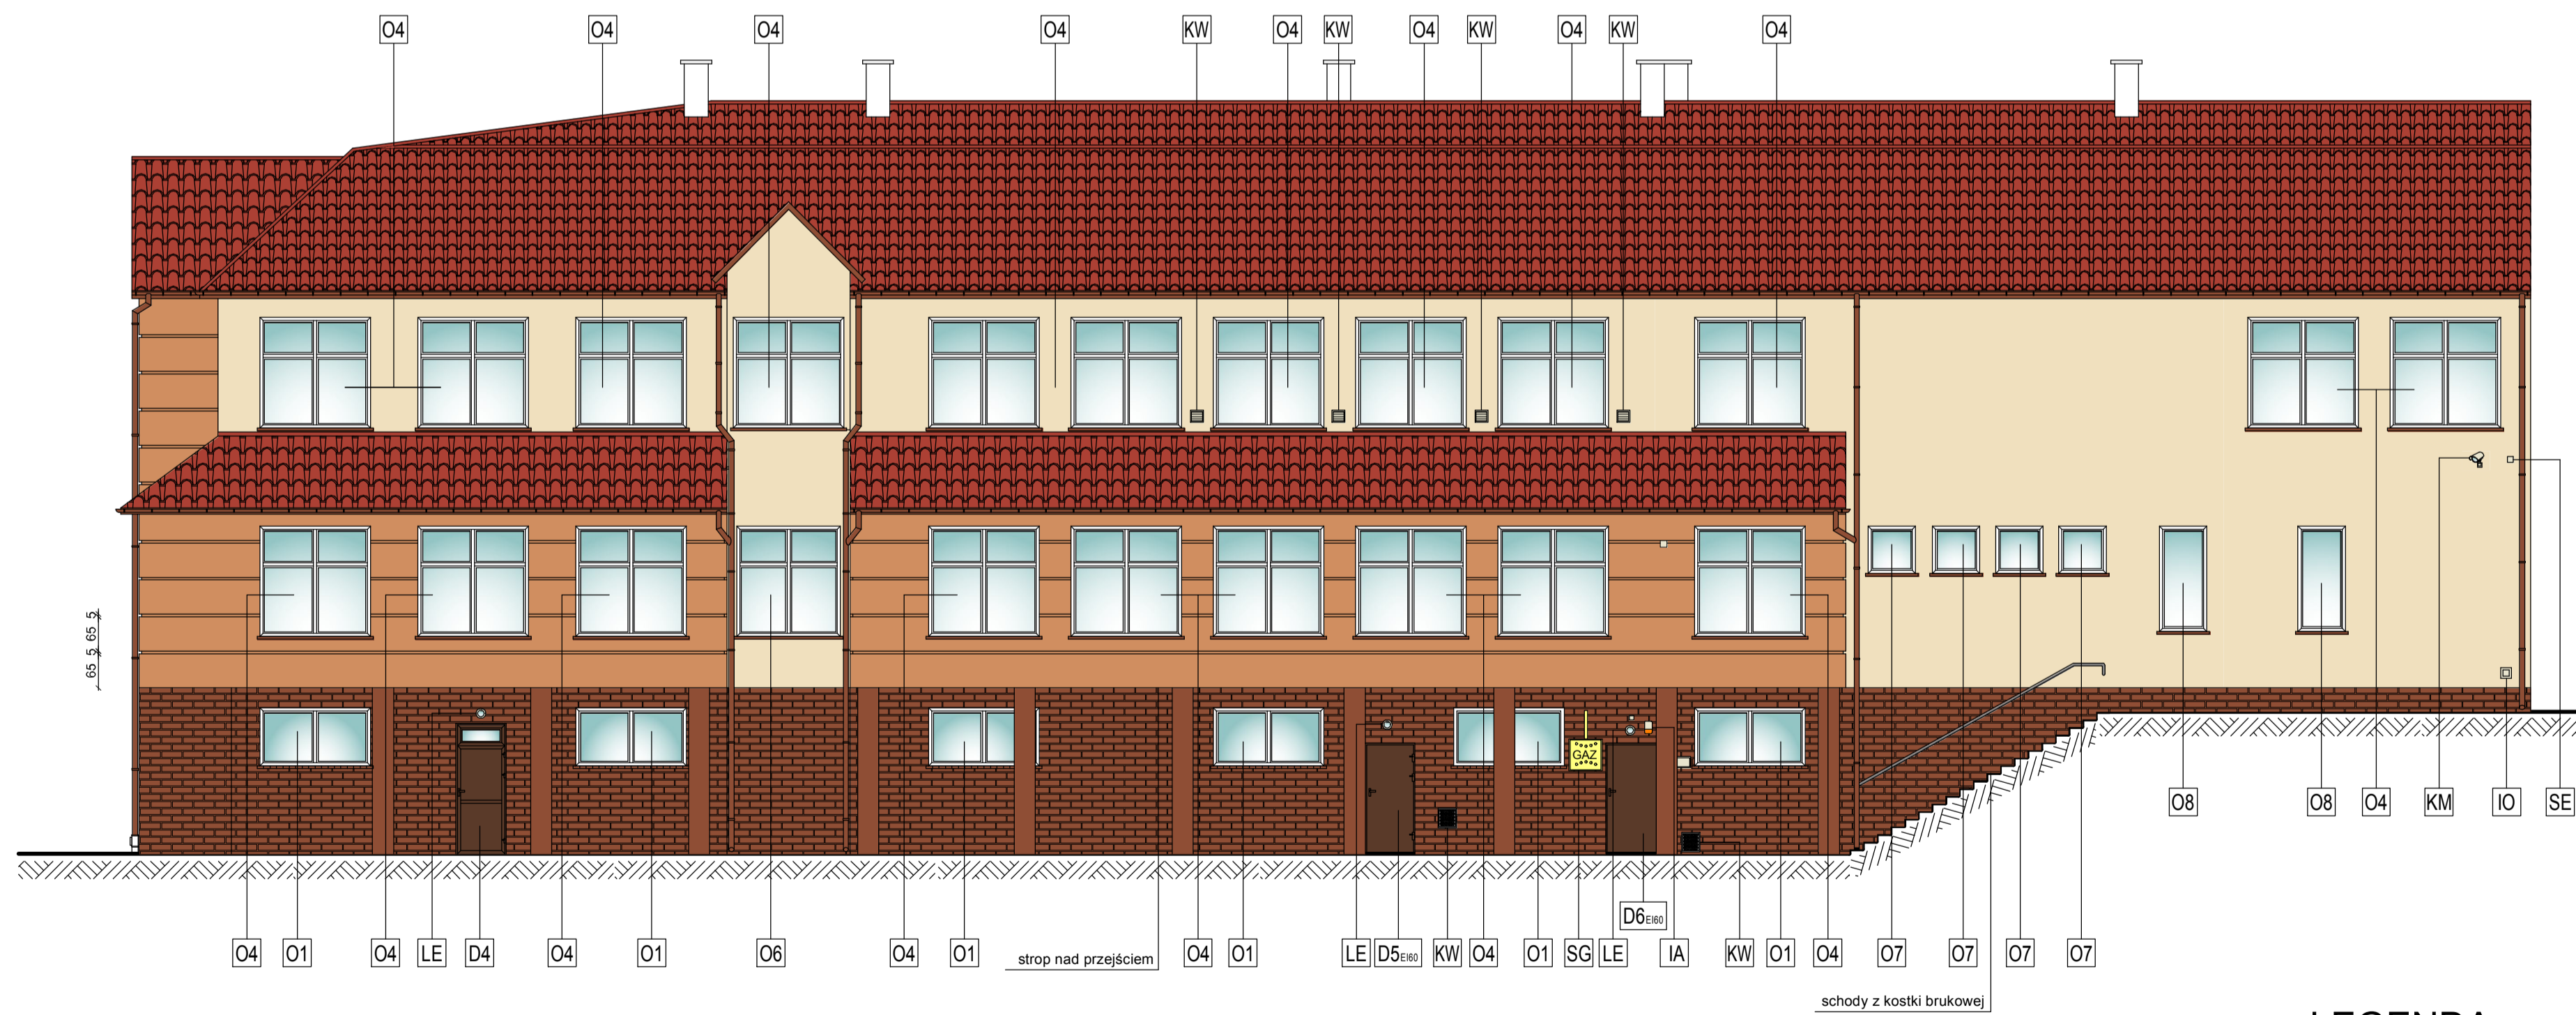 O4 O4 O4 O4 KW O4 KW O4 KW O4 KW O4
5
65
5
65
GAZ
O8 O8 O4 KM IO SE
D6EI60
O4 O1 O4 LE D4 O4 O1 O6 O4 O1 O4 O1 LE D5EI60 KW O4 O1 SG LE IA KW O1 O4 O7 O7 O7 O7
strop nad przejściem
schody z kostki brukowej